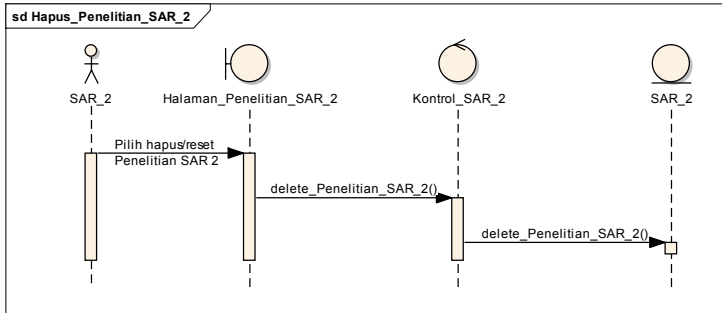 sd Hapus_Penelitian_SAR_2
SAR_2
Halaman_Penelitian_SAR_2
Kontrol_SAR_2
SAR_2
Pilih hapus/reset
Penelitian SAR 2
delete_Penelitian_SAR_2()
delete_Penelitian_SAR_2()